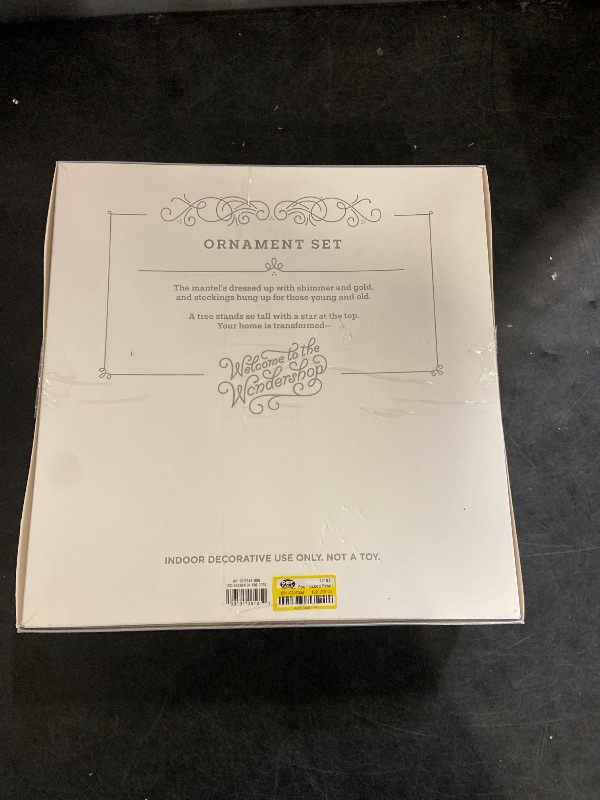 ORNAMENT SET
The mantel's dressed up with shimmer and gold,
and stockings hung up for those young and old.
A tree stands so tall with a star at the top.
Your home is transformed—
Welcome to the
Wondershop
INDOOR DECORATIVE USE ONLY. NOT A TOY.